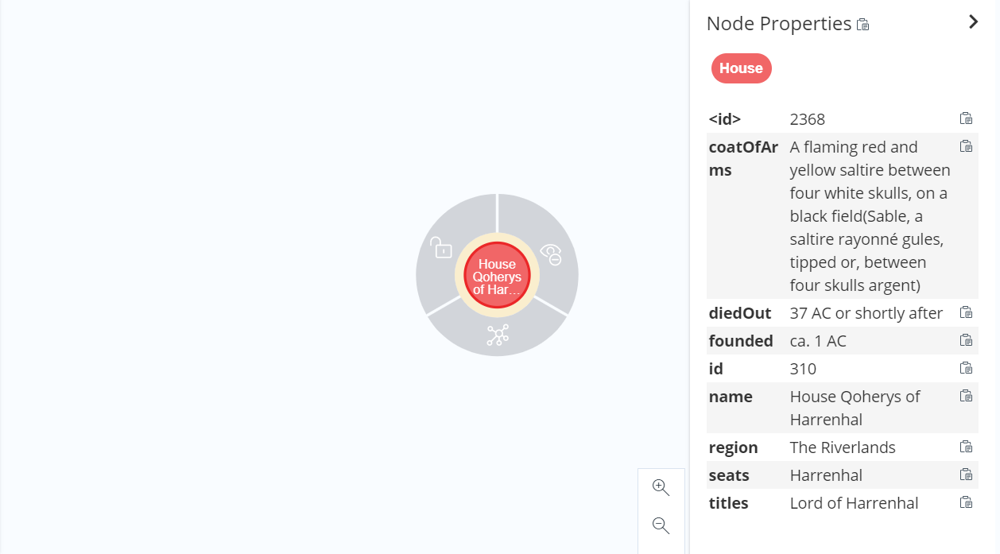 Node Properties
House
<id> 2368
coatOfAr A flaming red and
ms yellow saltire between
four white skulls, on a
black field(Sable, a
saltire rayonné gules,
tipped or, between
four skulls argent)
diedOut 37 AC or shortly after
founded ca. 1 AC
id 310
name House Qoherys of
Harrenhal
region The Riverlands
seats Harrenhal
titles Lord of Harrenhal
House
Qoherys
of Har...